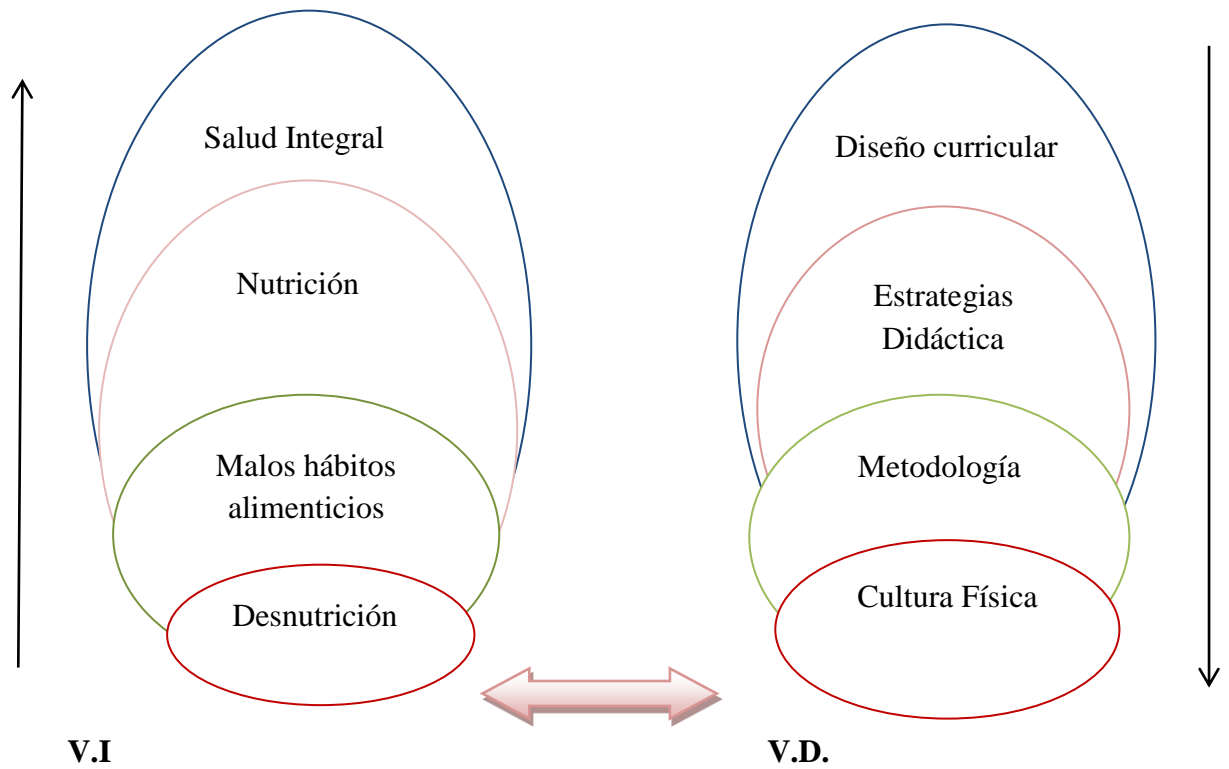 Salud Integral
Nutrición
Malos hábitos
alimenticios
Desnutrición
V.I
Diseño curricular
Estrategias
Didáctica
Metodología
Cultura Física
V.D.